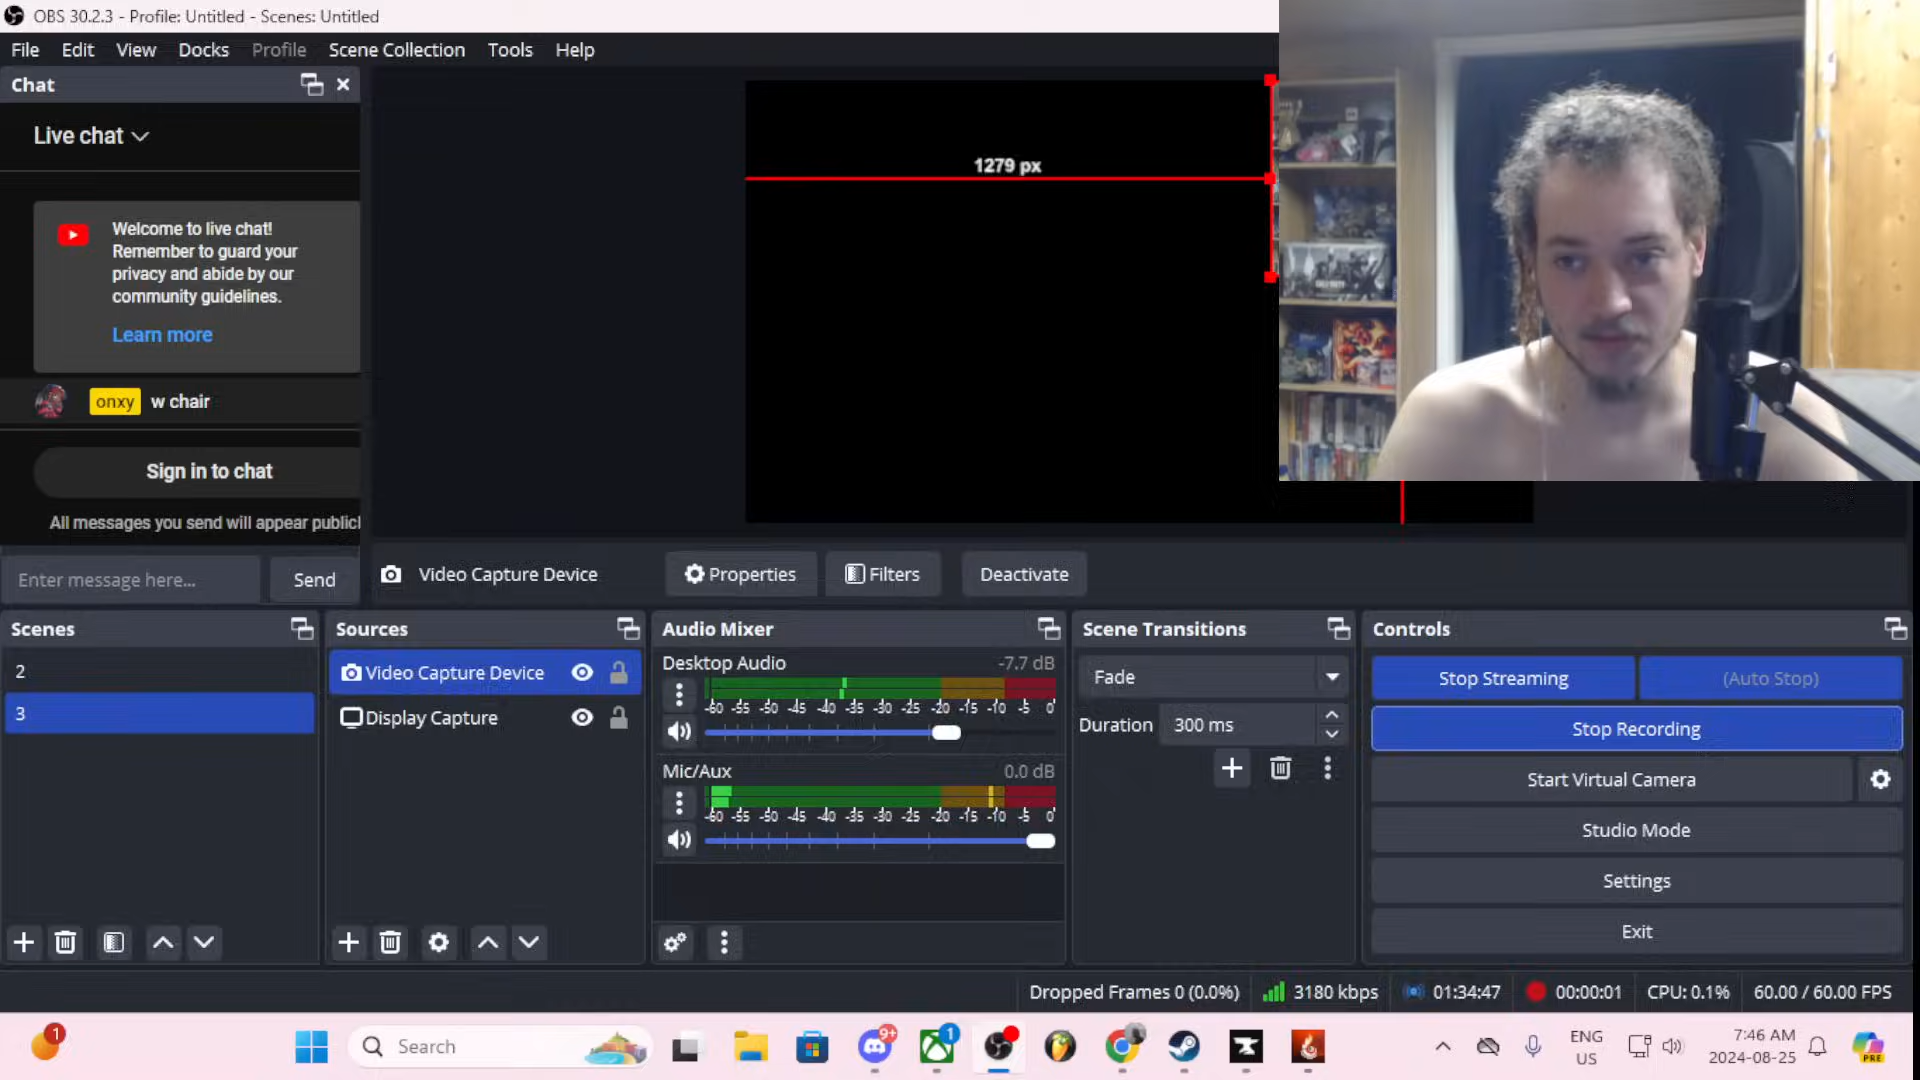 OBS 30.2.3 - Profile: Untitled - Scenes: Untitled
File Edit View Docks Profile Scene Collection Tools Help
Chat
Live chat
Welcome to live chat!
Remember to guard your
privacy and abide by our
community guidelines.
Learn more
onxy w chair
Sign in to chat
All messages you send will appear publicl
Enter message here...
Send
1279 px
Video Capture Device
Properties
Filters
Deactivate
Scenes
2
3
Sources
Video Capture Device
Display Capture
Audio Mixer
Desktop Audio -7.7 dB
-60 -55 -50 -45 -40 -35 -30 -25 -20 -15 -10 -5 0
Mic/Aux 0.0 dB
-60 -55 -50 -45 -40 -35 -30 -25 -20 -15 -10 -5 0
Scene Transitions
Fade
Duration 300 ms
Controls
Stop Streaming
(Auto Stop)
Stop Recording
Start Virtual Camera
Studio Mode
Settings
Exit
Dropped Frames 0 (0.0%) 3180 kbps 01:34:47 00:00:01 CPU: 0.1% 60.00 / 60.00 FPS
1
Search
9+
1
ENG
US
7:46 AM
2024-08-25
PRE